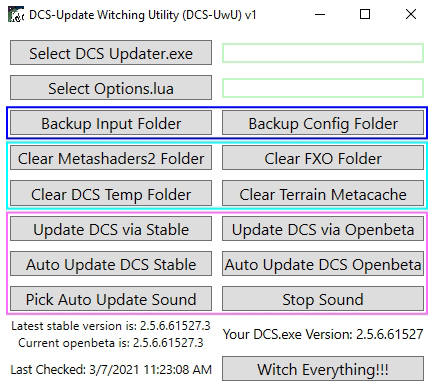 DCS-Update Witching Utility (DCS-UwU) v1
Select DCS Updater.exe
Select Options.lua
Backup Input Folder Backup Config Folder
Clear Metashaders2 Folder Clear FXO Folder
Clear DCS Temp Folder Clear Terrain Metacache
Update DCS via Stable Update DCS via Openbeta
Auto Update DCS Stable Auto Update DCS Openbeta
Pick Auto Update Sound Stop Sound
Latest stable version is: 2.5.6.61527.3
Current openbeta is: 2.5.6.61527.3
Your DCS.exe Version: 2.5.6.61527
Last Checked: 3/7/2021 11:23:08 AM
Witch Everything!!!